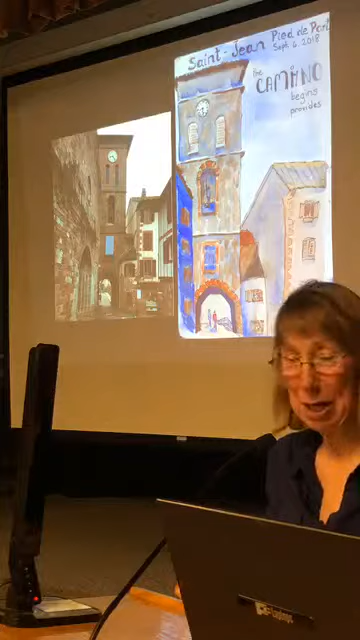 Saint-Jean Pied de Port
Sept. 6, 2018
the
CAMINO
begins
provides